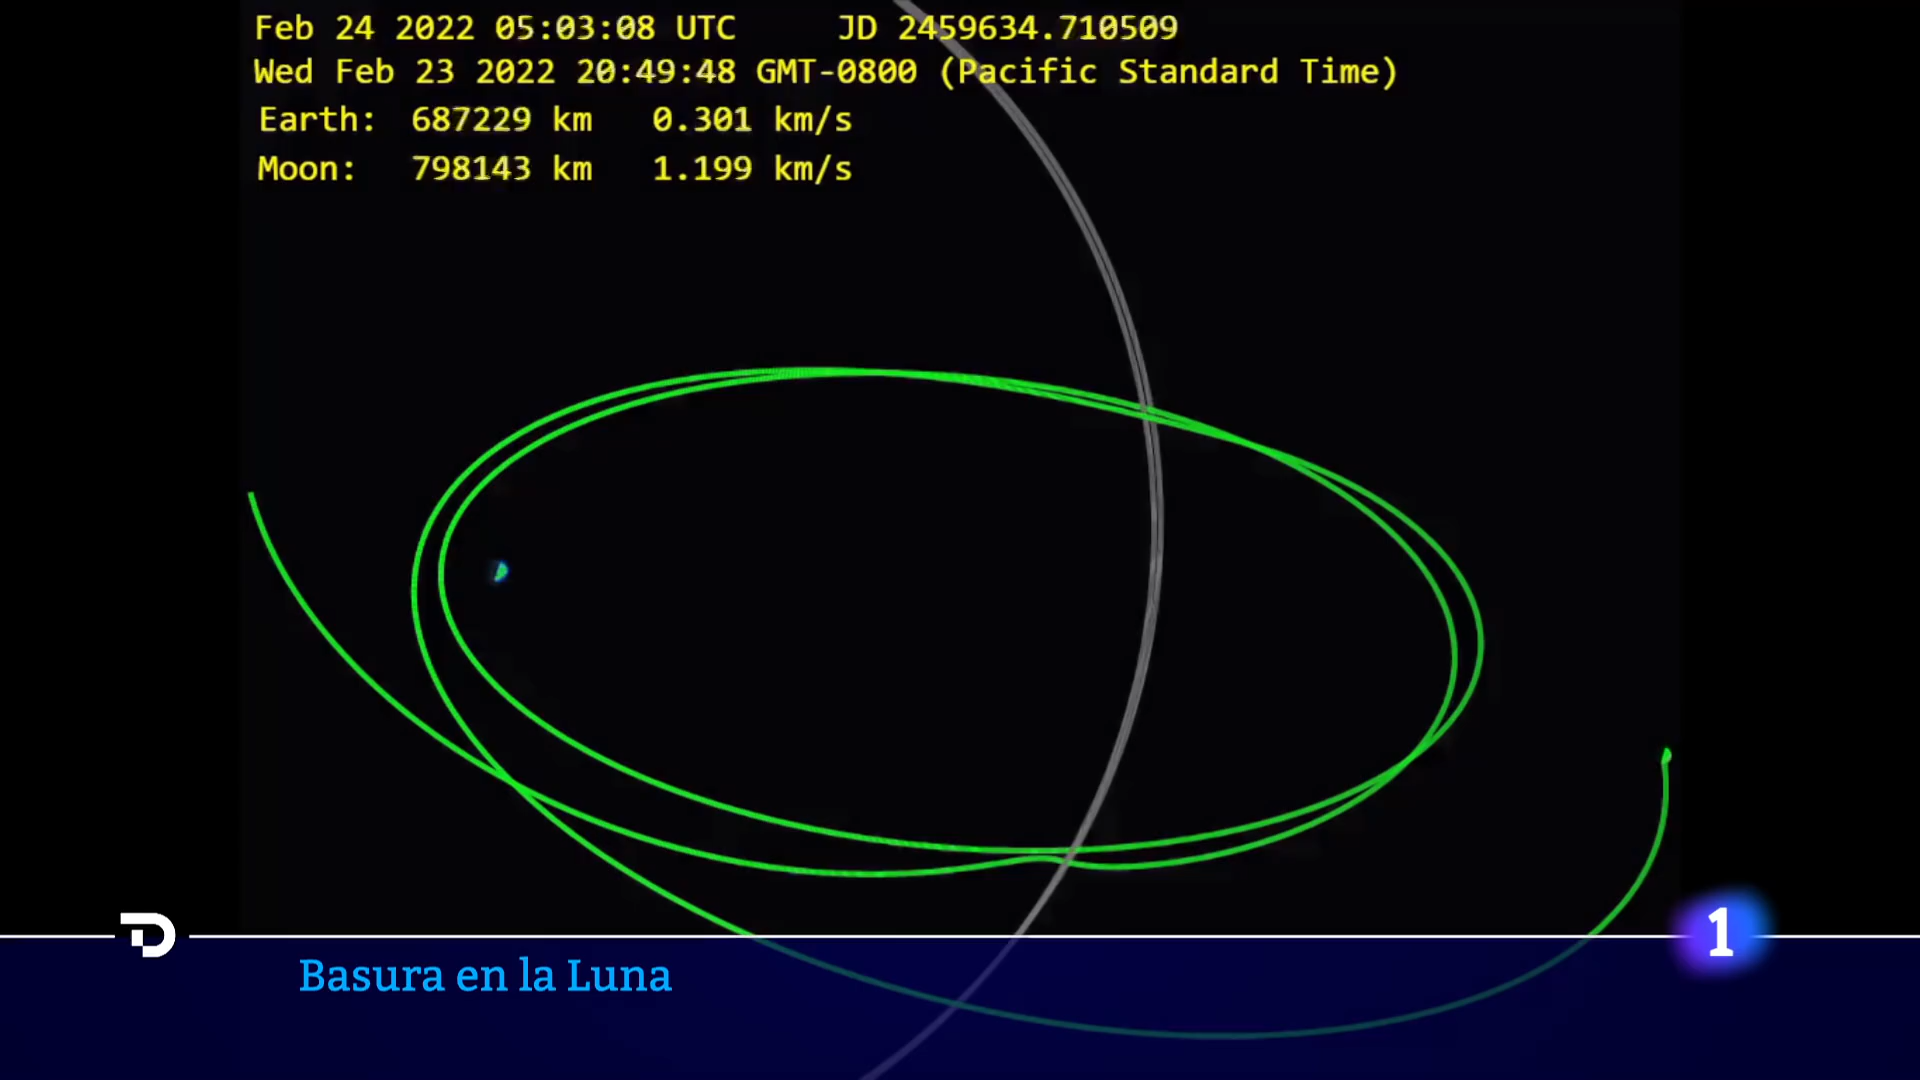 Feb 24 2022 05:03:08 UTC JD 2459634.710509
Wed Feb 23 2022 20:49:48 GMT-0800 (Pacific Standard Time)
Earth: 687229 km 0.301 km/s
Moon: 798143 km 1.199 km/s
1
Basura en la Luna